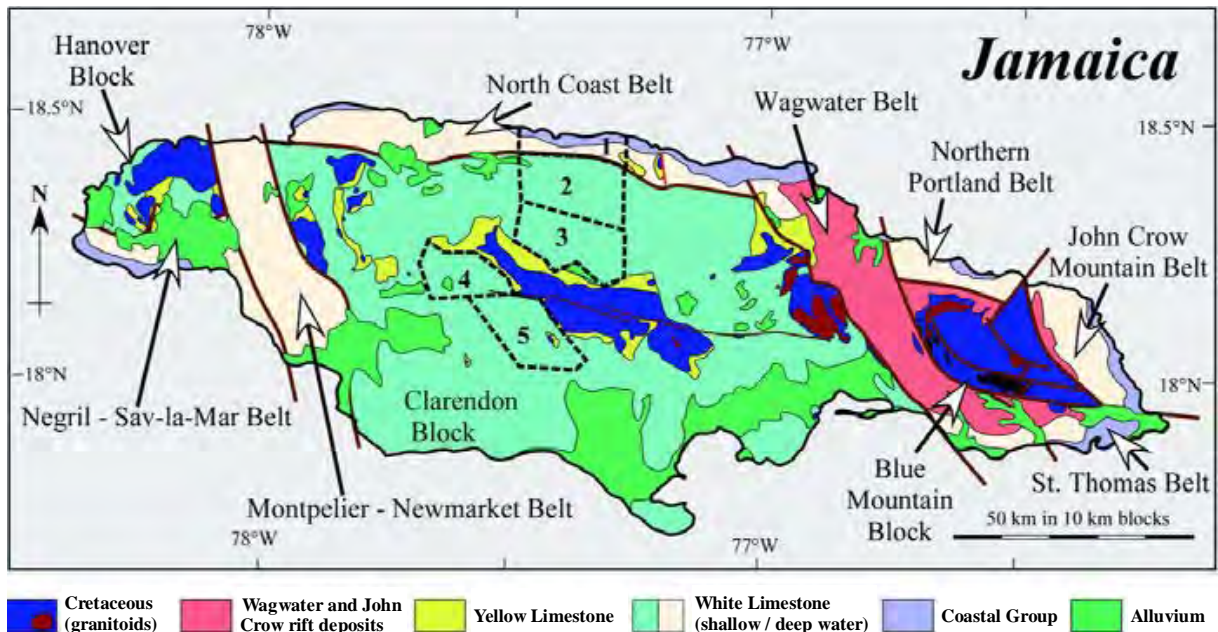 78°W
77°W
Jamaica
Hanover
Block
North Coast Belt
Wagwater Belt
18.5°N
18.5°N
Northern
Portland Belt
1
2
N
3
John Crow
Mountain Belt
4
5
18°N
18°N
Clarendon
Block
Negril - Sav-la-Mar Belt
Blue
Mountain
Block
St. Thomas Belt
Montpelier - Newmarket Belt
50 km in 10 km blocks
78°W
77°W
Cretaceous
(granitoids)
Wagwater and John
Crow rift deposits
Yellow Limestone
White Limestone
(shallow / deep water)
Coastal Group
Alluvium